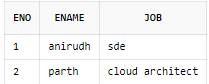 ENO ENAME JOB
1 anirudh sde
2 parth cloud architect